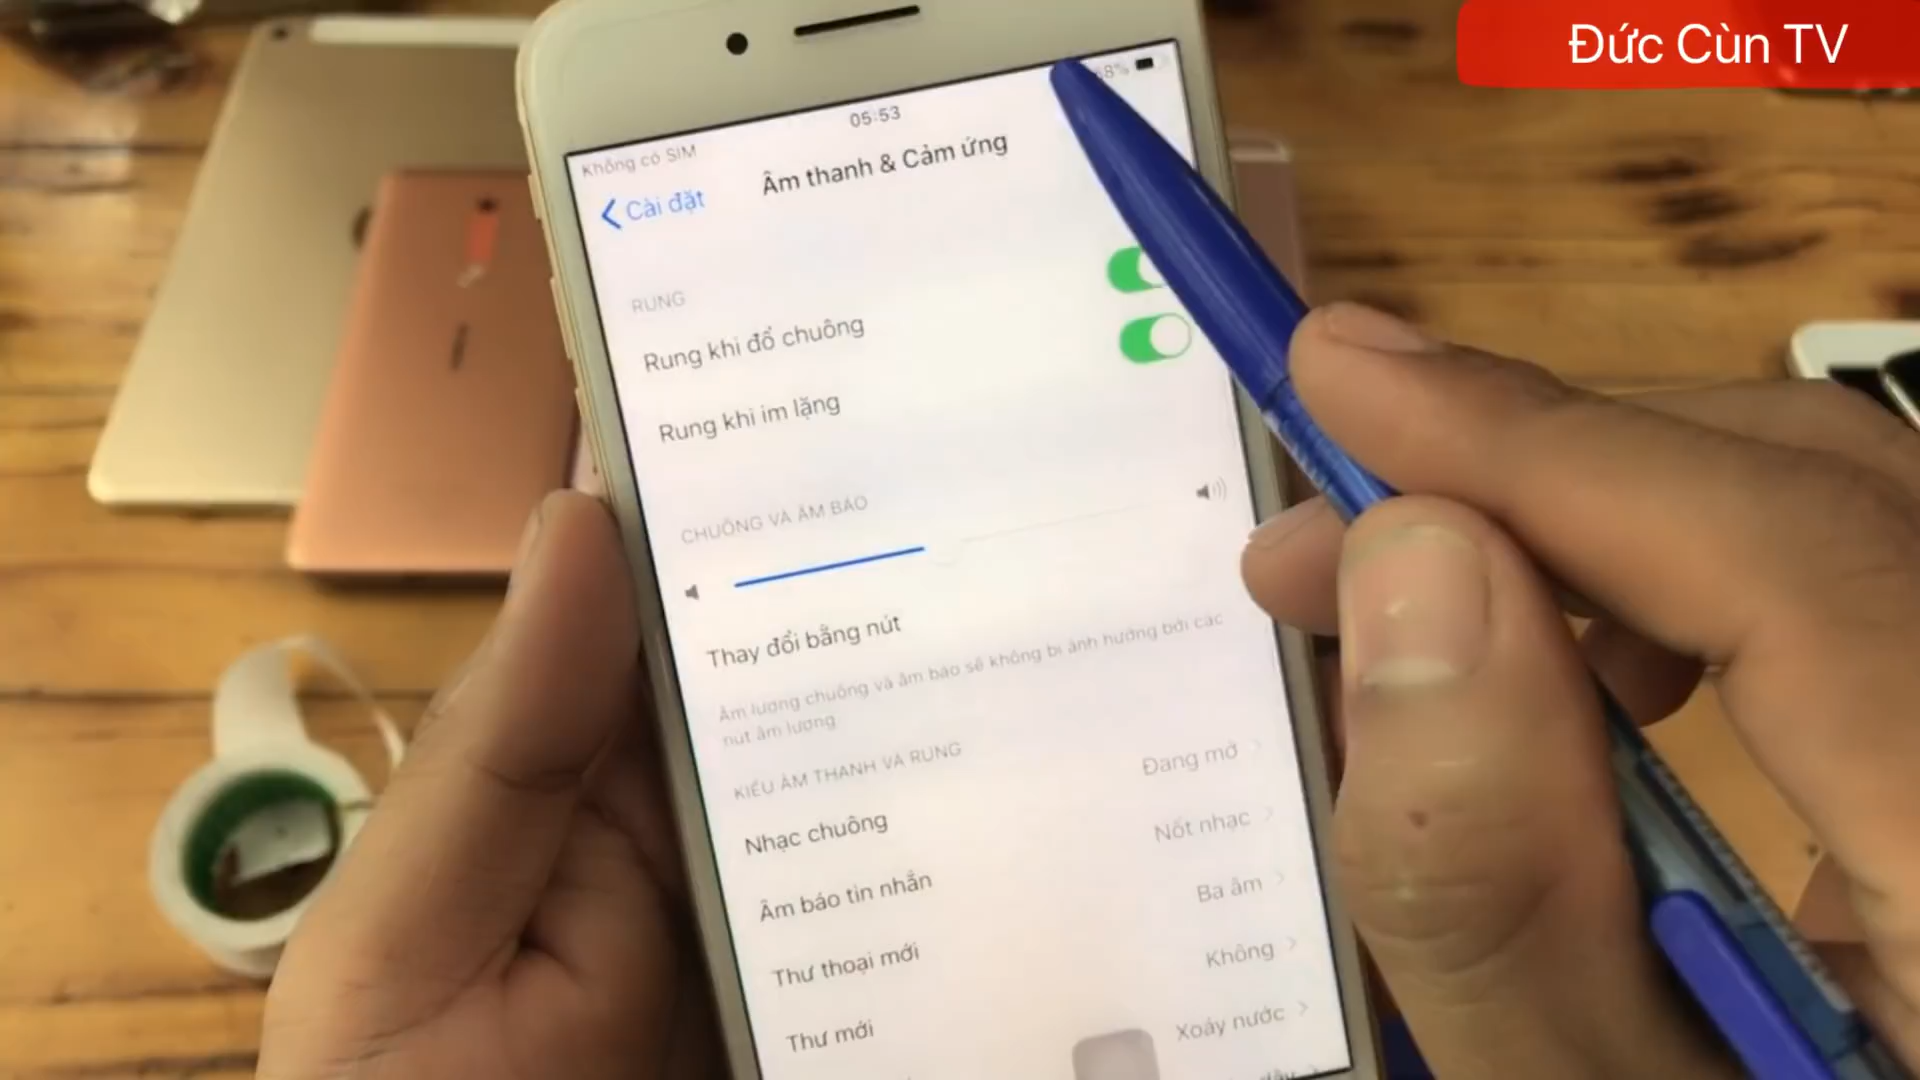 Đức Cùn TV
68%
05:53
Không có SIM
Âm thanh & Cảm ứng
Cài đặt
RUNG
Rung khi đổ chuông
Rung khi im lặng
CHUÔNG VÀ ÂM BÁO
Thay đổi bằng nút
Âm lượng chuông và âm báo sẽ không bị ảnh hưởng bởi các
nút âm lượng.
KIỂU ÂM THANH VÀ RUNG
Nhạc chuông Đang mở
Âm báo tin nhắn Nốt nhạc
Thư thoại mới Ba âm
Thư mới Không
Xoáy nước